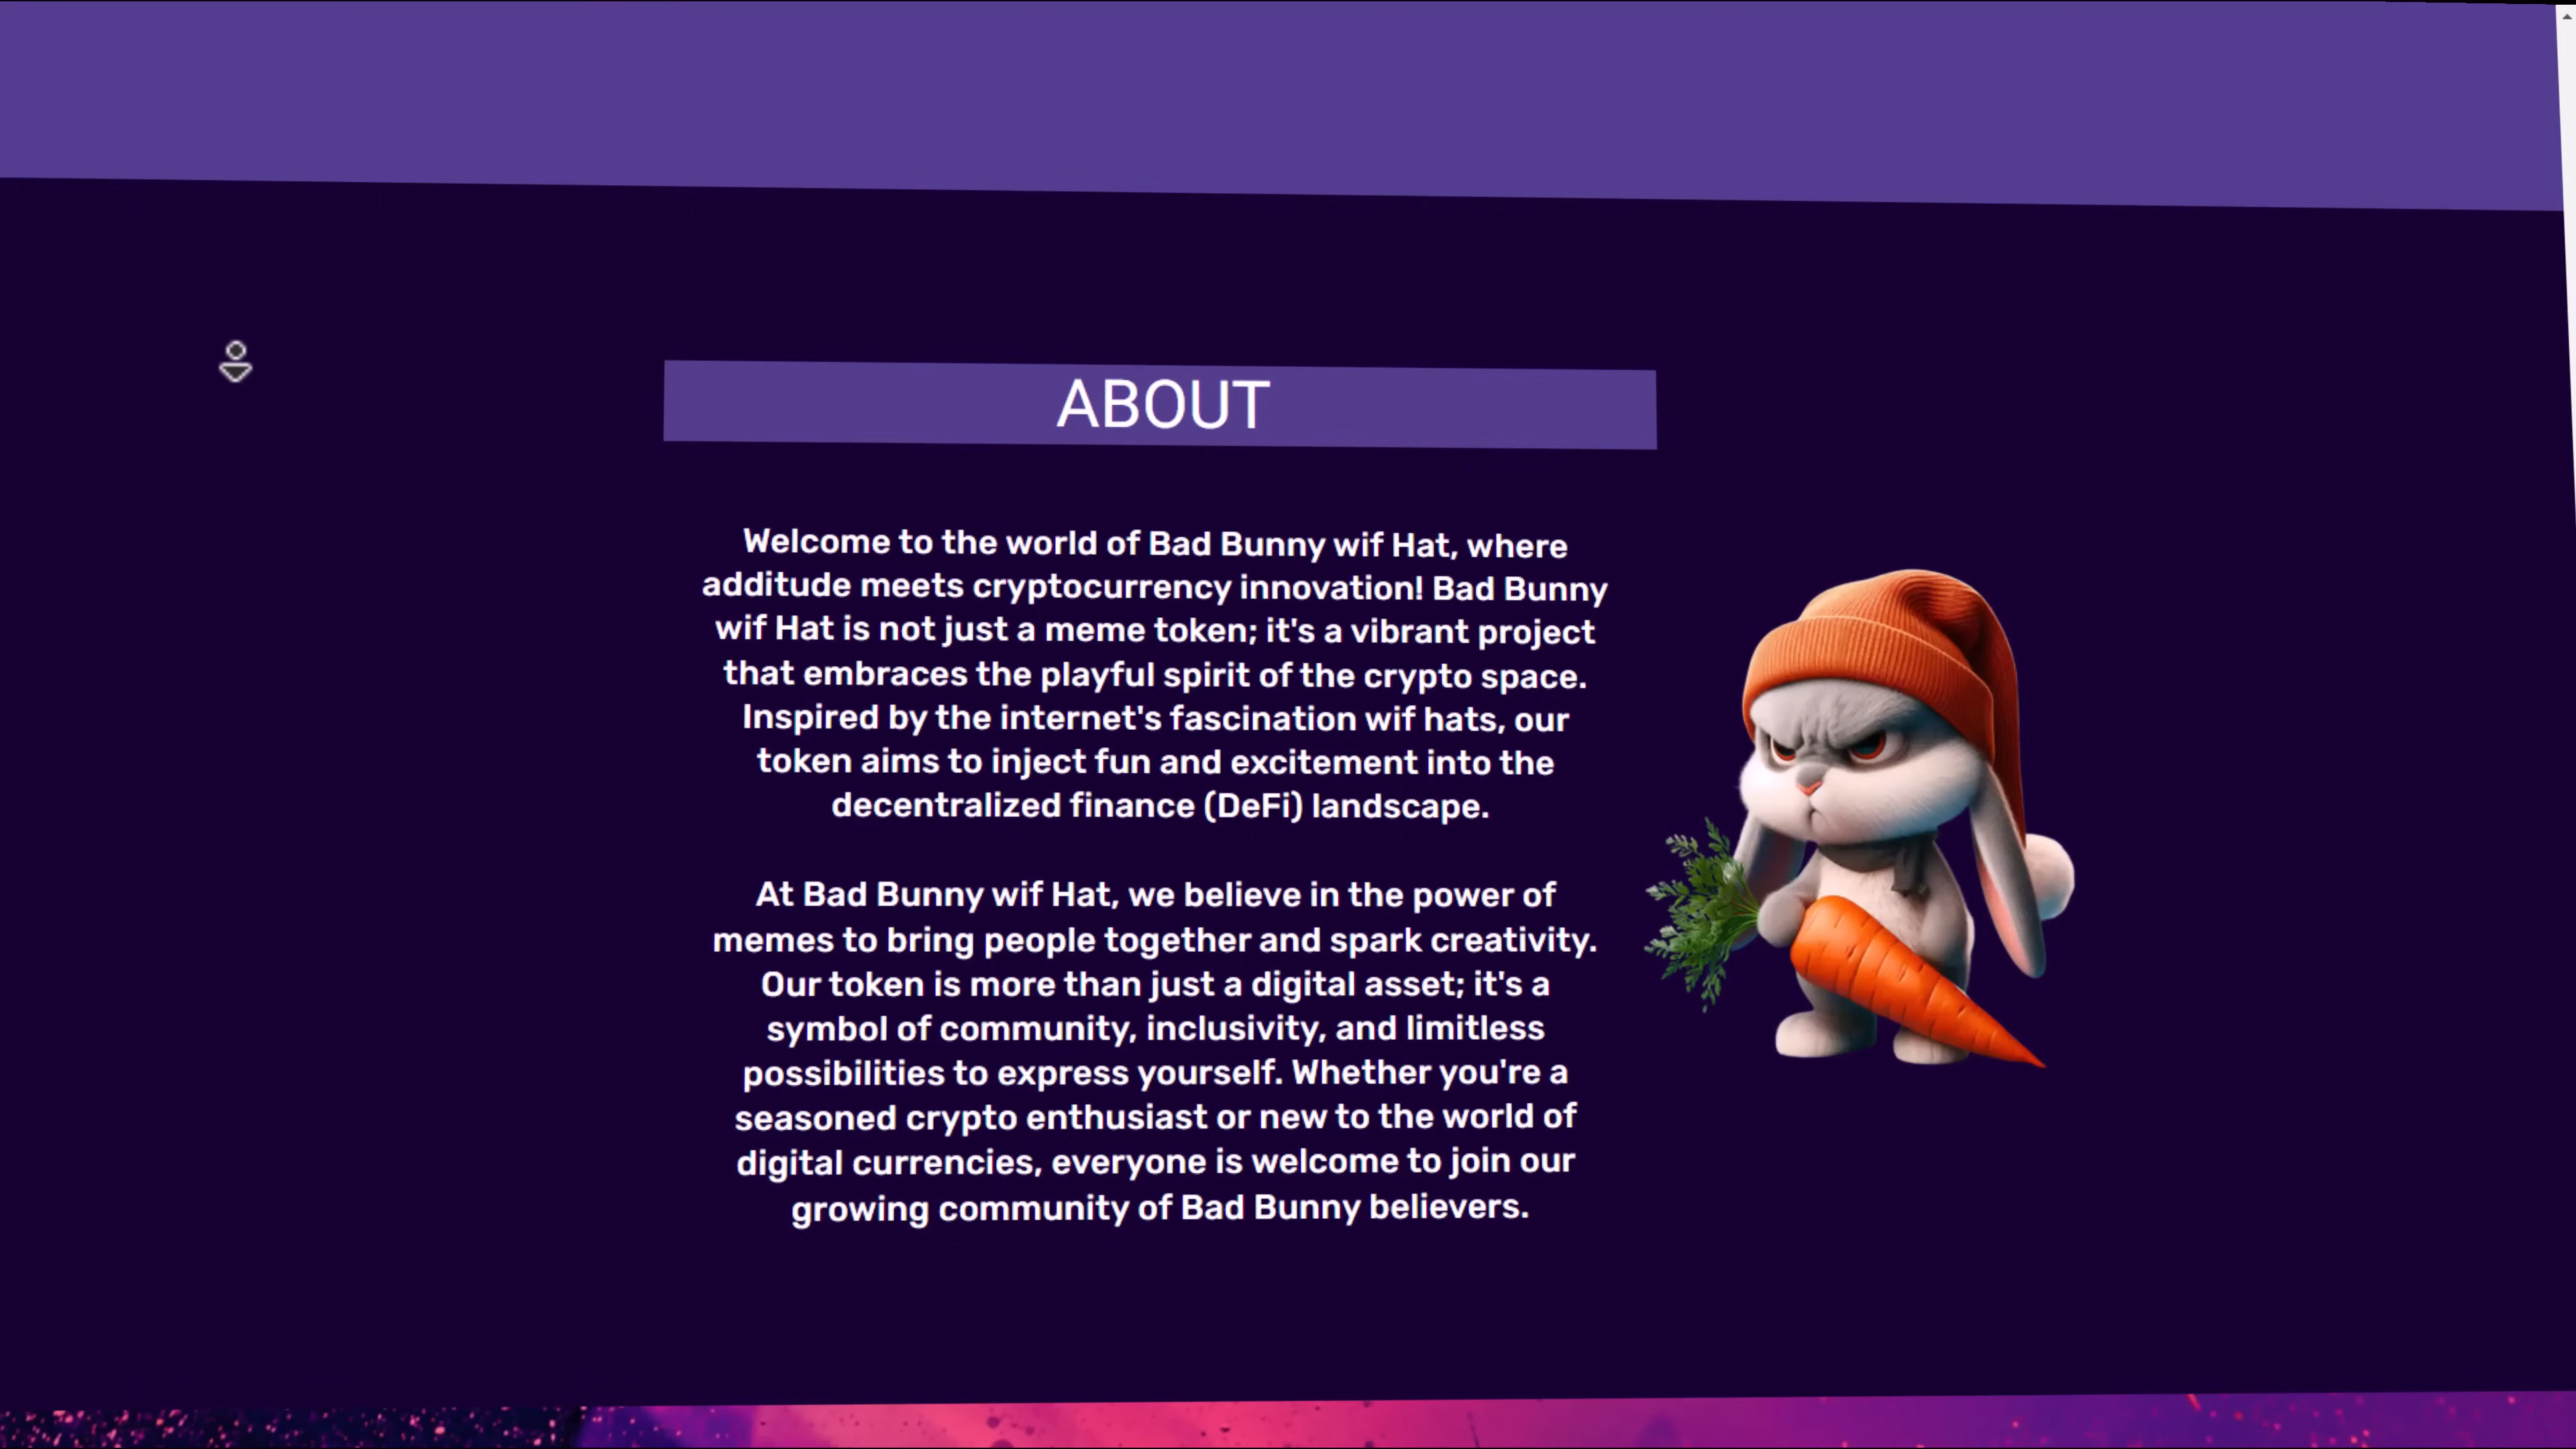 ABOUT
Welcome to the world of Bad Bunny wif Hat, where
additude meets cryptocurrency innovation! Bad Bunny
wif Hat is not just a meme token; it's a vibrant project
that embraces the playful spirit of the crypto space.
Inspired by the internet's fascination wif hats, our
token aims to inject fun and excitement into the
decentralized finance (DeFi) landscape.
At Bad Bunny wif Hat, we believe in the power of
memes to bring people together and spark creativity.
Our token is more than just a digital asset; it's a
symbol of community, inclusivity, and limitless
possibilities to express yourself. Whether you're a
seasoned crypto enthusiast or new to the world of
digital currencies, everyone is welcome to join our
growing community of Bad Bunny believers.